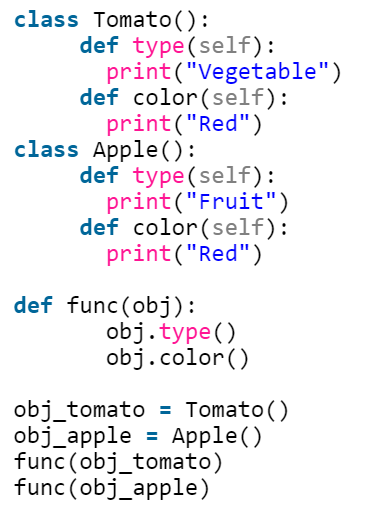 class Tomato():
     def type(self):
       print("Vegetable")
     def color(self):
       print("Red")
class Apple():
     def type(self):
       print("Fruit")
     def color(self):
       print("Red")

def func(obj):
       obj.type()
       obj.color()

obj_tomato = Tomato()
obj_apple = Apple()
func(obj_tomato)
func(obj_apple)